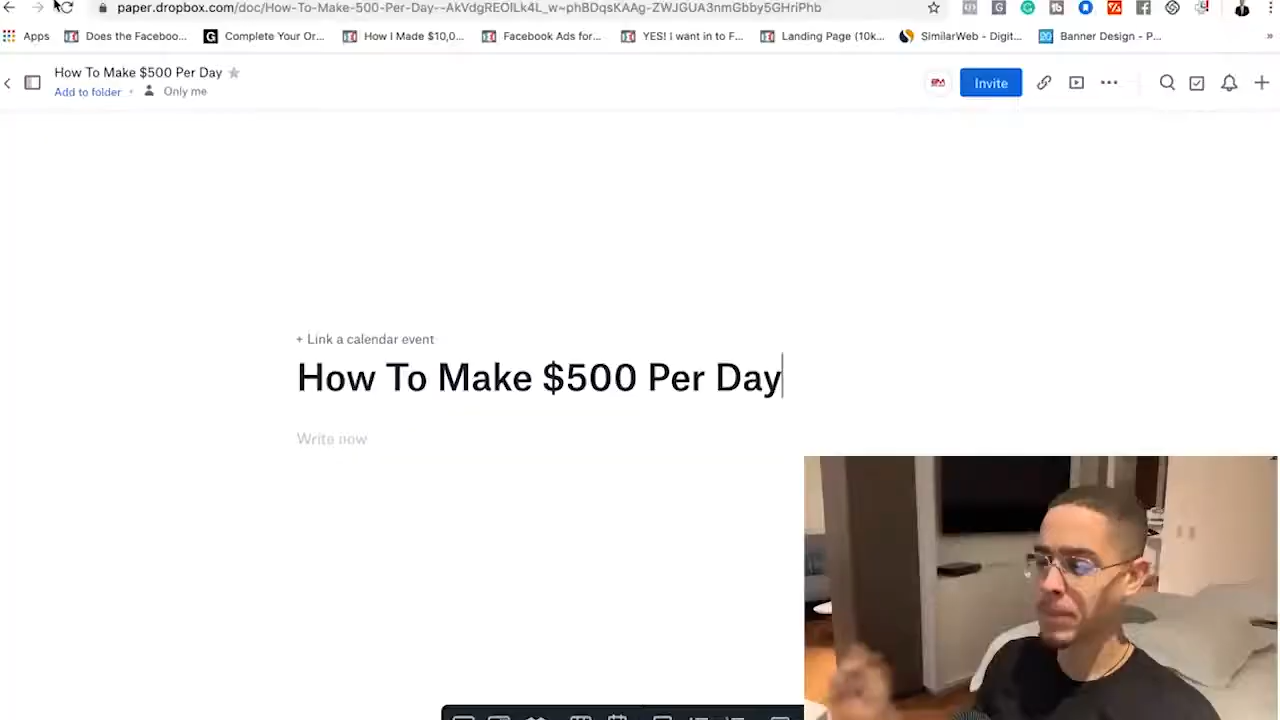 paper.dropbox.com/doc/How-To-Make-500-Per-Day--AkVdgREOlLk4L_w~phBDqsKAAg-ZWJGUA3nmGbby5GHriPhb
Apps Does the Faceboo... Complete Your Or... How I Made $10,0... Facebook Ads for... YES! I want in to F... Landing Page (10k... SimilarWeb - Digit... Banner Design - P... »
How To Make $500 Per Day
Add to folder • Only me
Invite
+ Link a calendar event
How To Make $500 Per Day
Write now